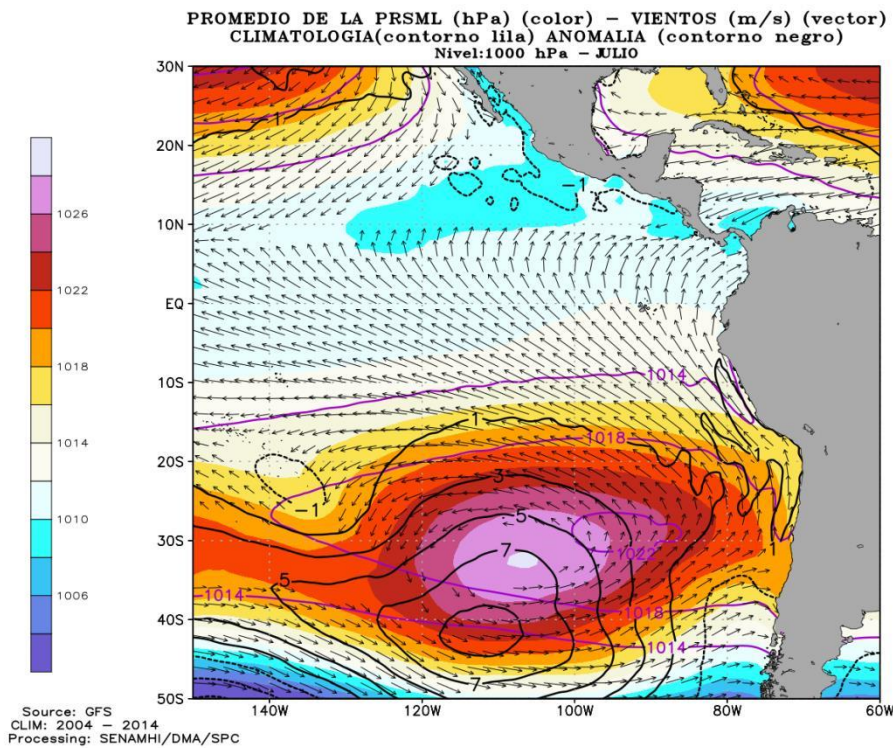 PROMEDIO DE LA PRSML (hPa) (color) – VIENTOS (m/s) (vector)
CLIMATOLOGIA(contorno lila) ANOMALIA (contorno negro)
Nivel:1000 hPa – JULIO
30N
20N
10N
EQ
10S
20S
30S
40S
50S
140W
120W
100W
80W
60W
1026
1022
1018
1014
1010
1006
1
-1
1014
1
1018
1
-1
3
5
1022
1
7
5
1014
1018
1014
7
Source: GFS
CLIM: 2004 – 2014
Processing: SENAMHI/DMA/SPC